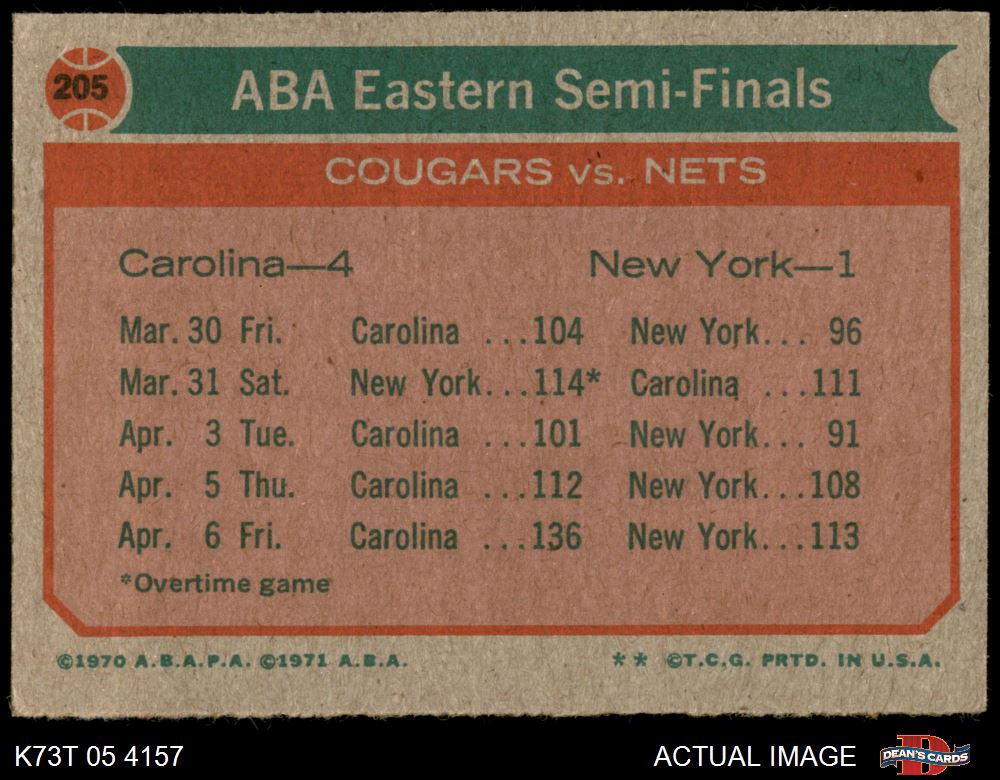 205
ABA Eastern Semi-Finals
COUGARS vs. NETS
Carolina—4 New York—1
Mar. 30 Fri. Carolina ...104 New York... 96
Mar. 31 Sat. New York...114* Carolina ...111
Apr. 3 Tue. Carolina ...101 New York... 91
Apr. 5 Thu. Carolina ...112 New York...108
Apr. 6 Fri. Carolina ...136 New York...113
*Overtime game
©1970 A.B.A.P.A. ©1971 A.B.A. ** ©T.C.G. PRTD. IN U.S.A.
K73T 05 4157 ACTUAL IMAGE DEAN'S CARDS